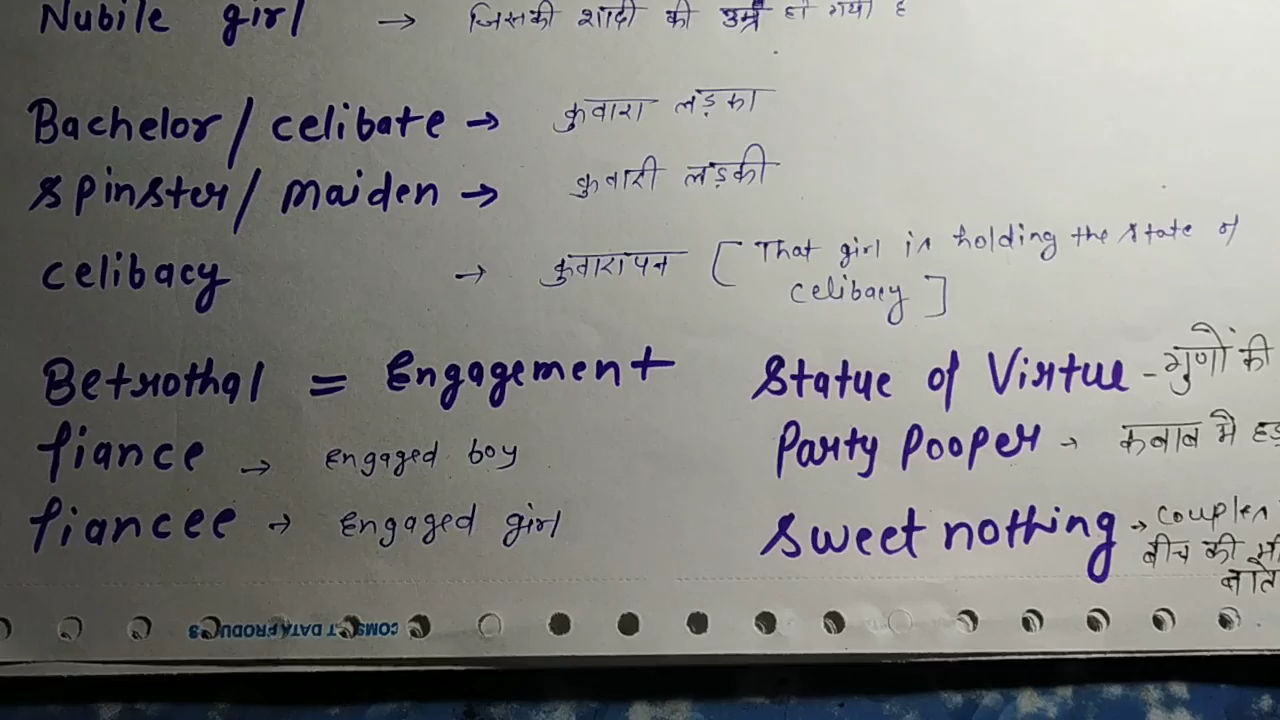 Nubile girl → जिसकी शादी की उम्र हो गयी है
Bachelor / celibate → कुवारा लड़का
Spinster / Maiden → कुवारी लड़की
celibacy → कुवारापन [That girl is holding the state of
celibacy]
Betrothal = Engagement
fiance → engaged boy
fiancee → Engaged girl
Statue of Virtue - गुणों की
Party Pooper → कबाब मै
Sweet nothing → couples
बीच की
बाते